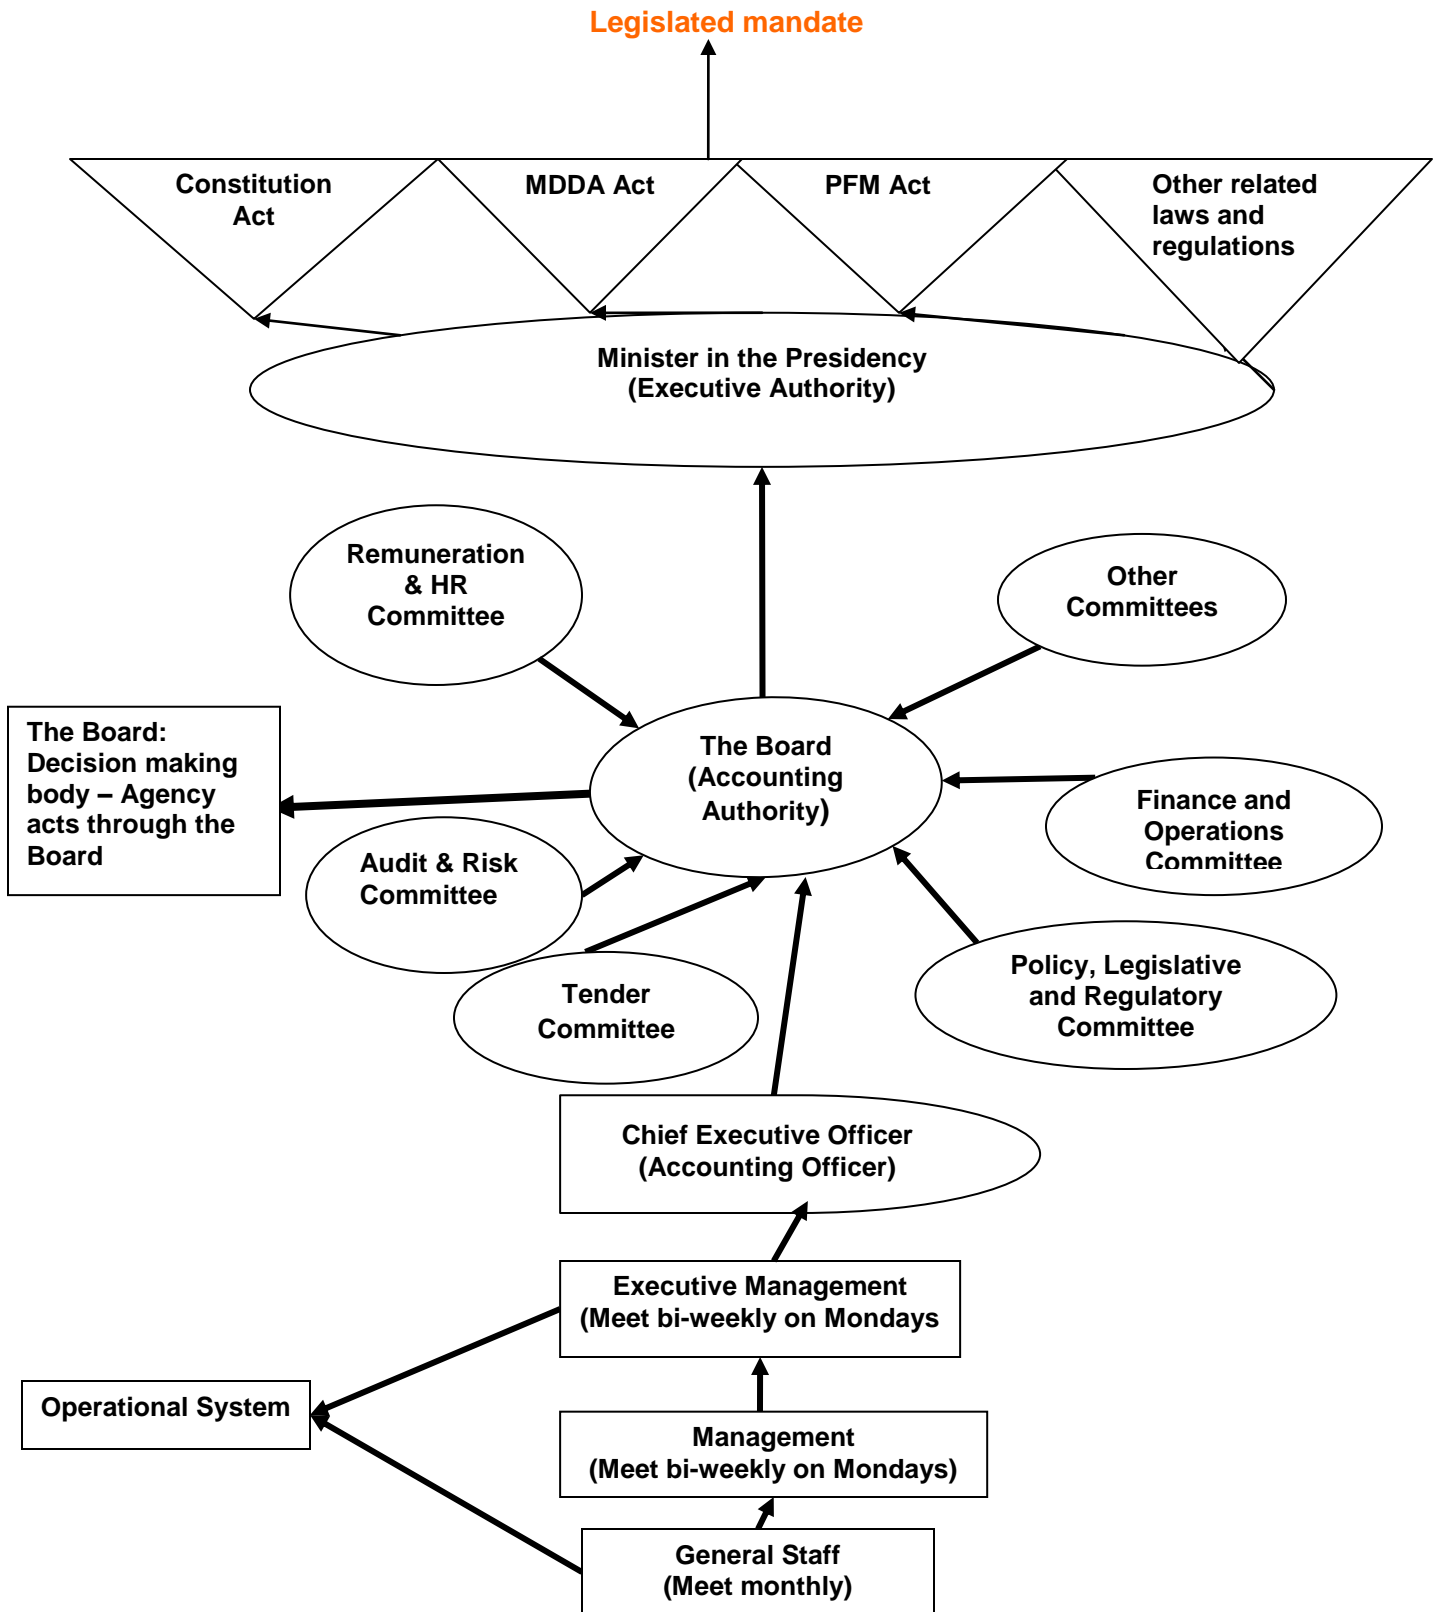 Legislated mandate
Constitution
Act
MDDA Act
PFM Act
Other related
laws and
regulations
Minister in the Presidency
(Executive Authority)
Remuneration
& HR
Committee
Other
Committees
The Board:
Decision making
body – Agency
acts through the
Board
The Board
(Accounting
Authority)
Finance and
Operations
Committee
Audit & Risk
Committee
Policy, Legislative
and Regulatory
Committee
Tender
Committee
Chief Executive Officer
(Accounting Officer)
Executive Management
(Meet bi-weekly on Mondays
Operational System
Management
(Meet bi-weekly on Mondays)
General Staff
(Meet monthly)